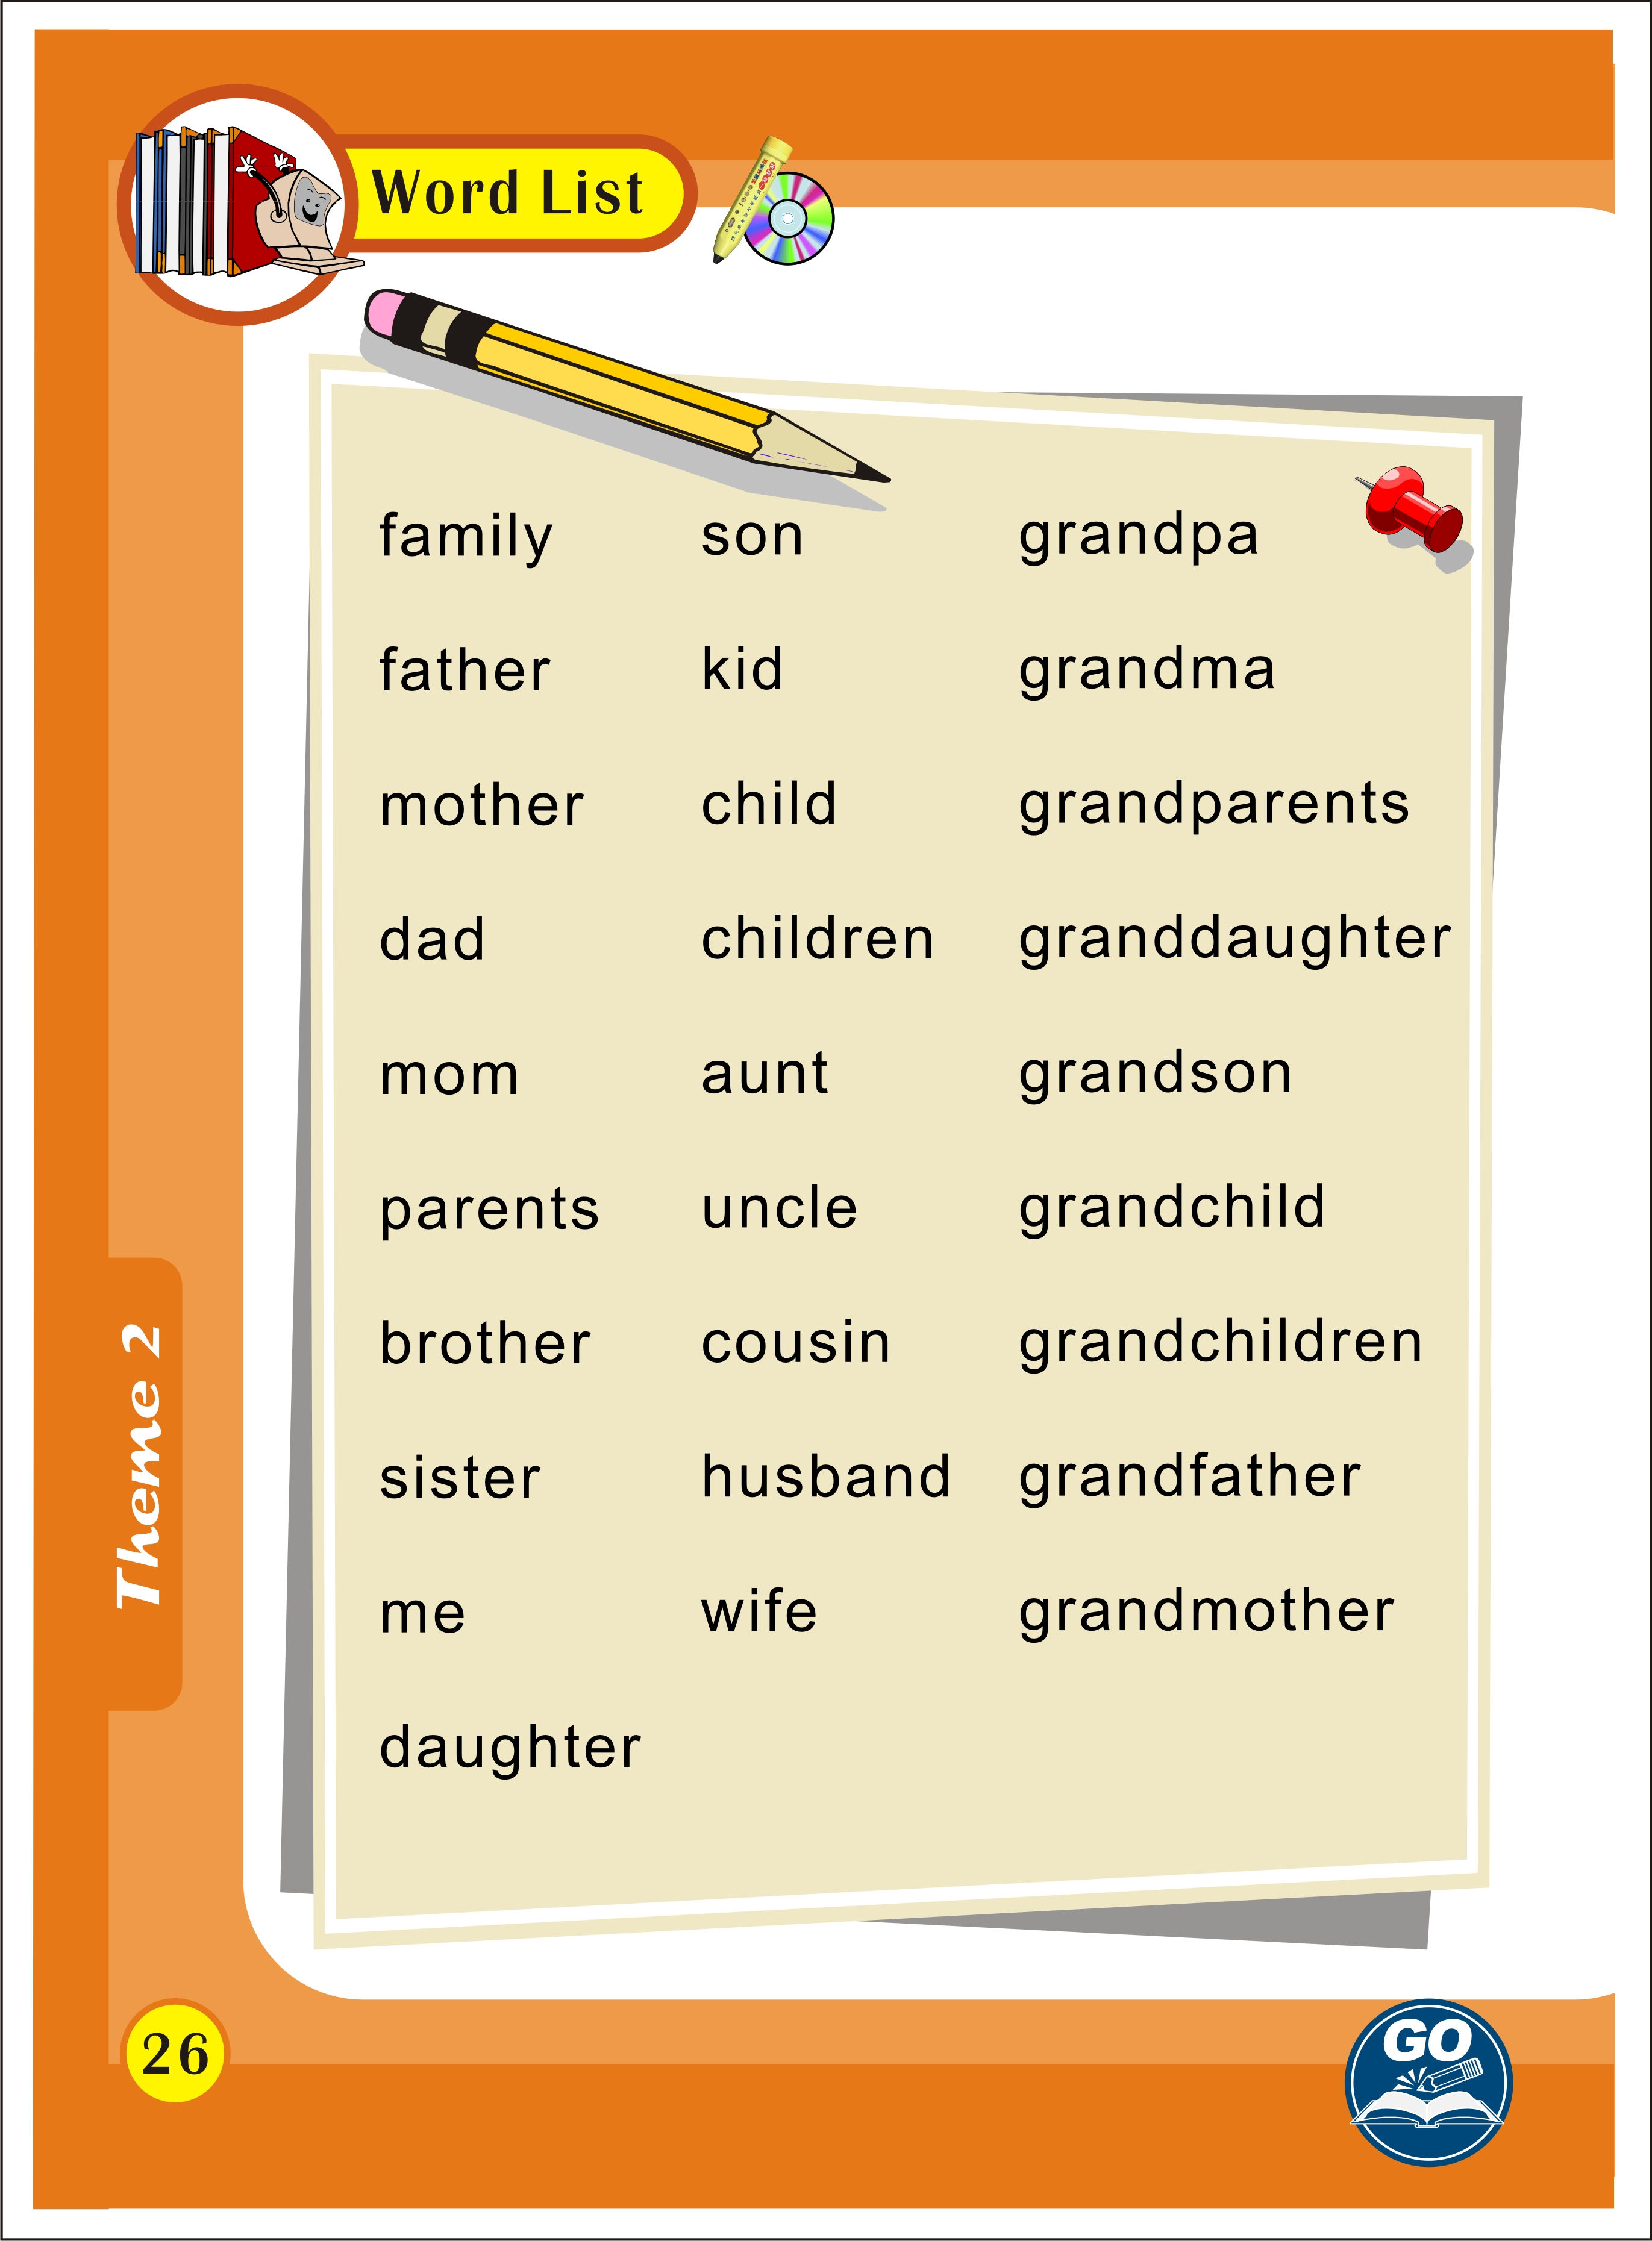 Word List
family son grandpa
father kid grandma
mother child grandparents
dad children granddaughter
mom aunt grandson
parents uncle grandchild
brother cousin grandchildren
sister husband grandfather
me wife grandmother
daughter
Theme 2
26
GO